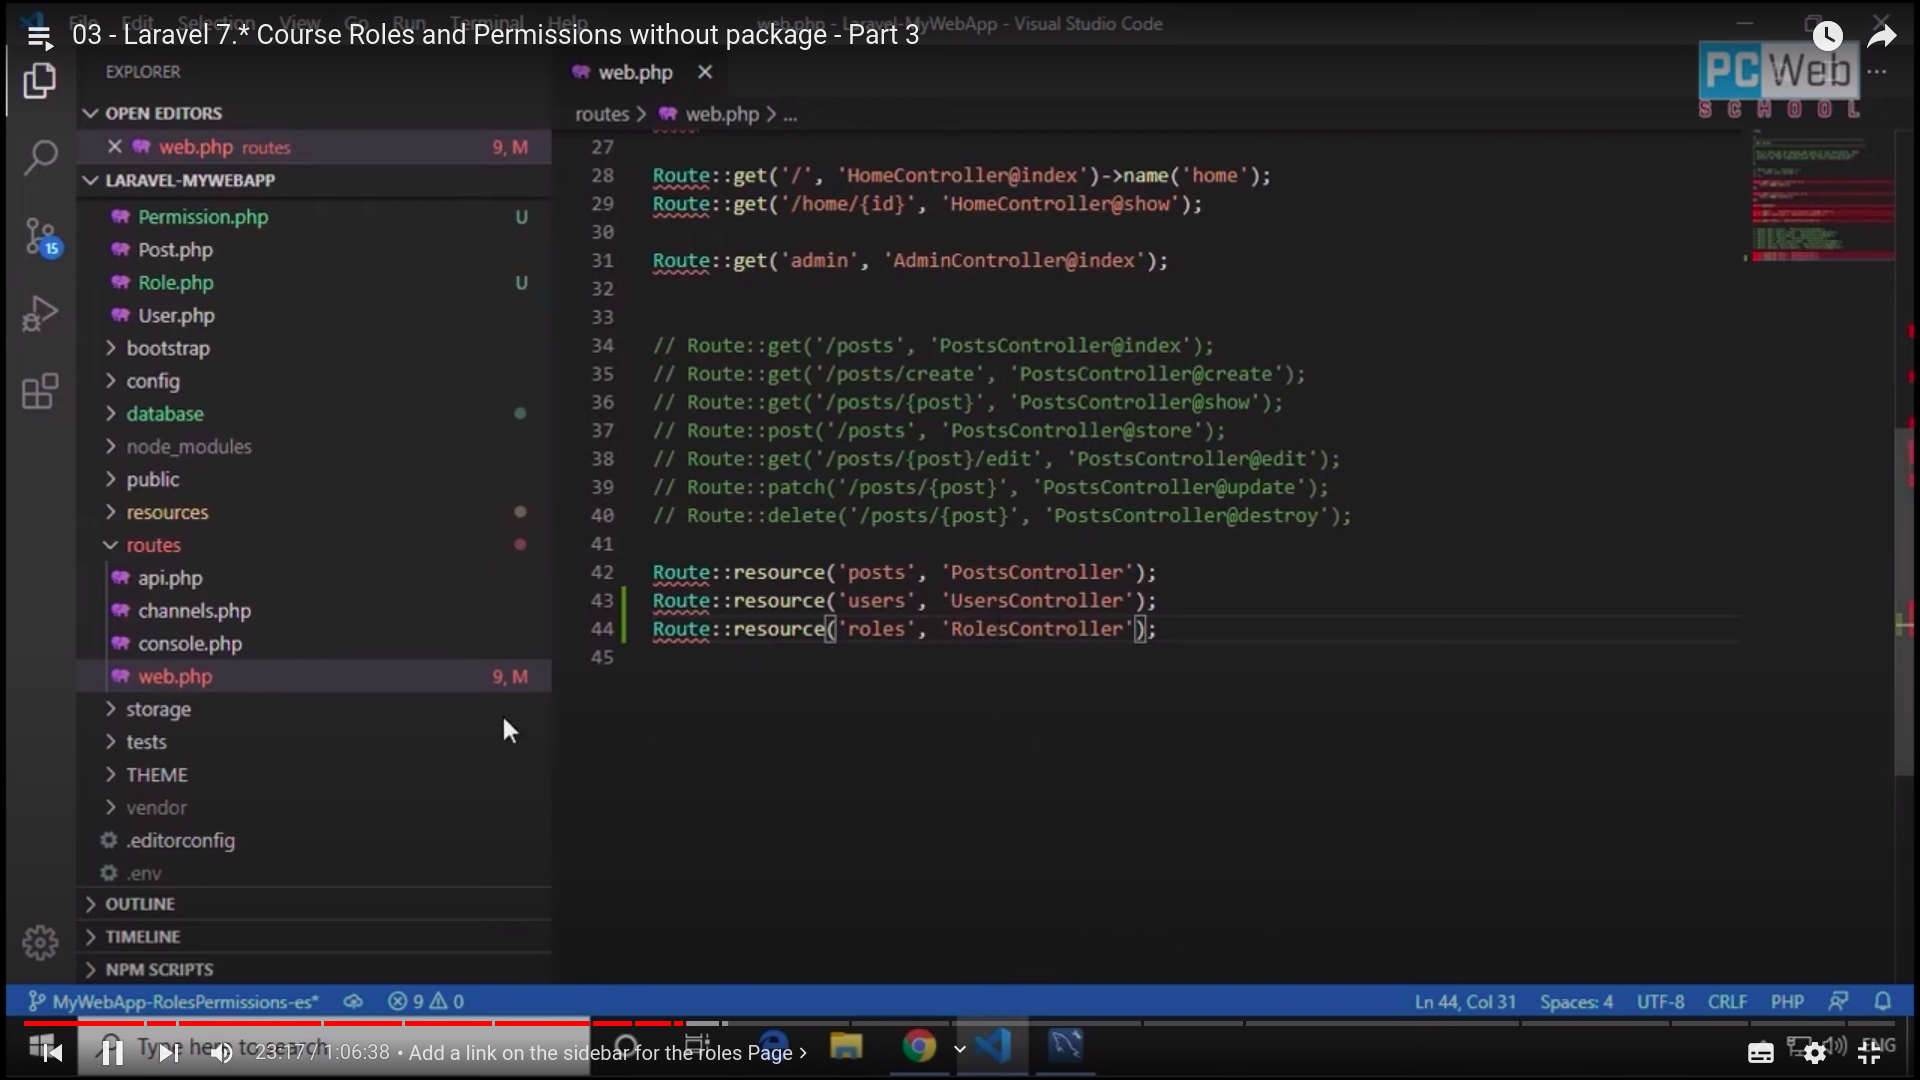 File Edit Selection View Go Run Terminal Help
web.php - Laravel-MyWebApp - Visual Studio Code
03 - Laravel 7.* Course Roles and Permissions without package - Part 3
PC Web
SCHOOL
EXPLORER
OPEN EDITORS
web.php routes 9, M
LARAVEL-MYWEBAPP
Permission.php U
Post.php
Role.php U
User.php
bootstrap
config
database
node_modules
public
resources
routes
api.php
channels.php
console.php
web.php 9, M
storage
tests
THEME
vendor
.editorconfig
.env
OUTLINE
TIMELINE
NPM SCRIPTS
web.php
routes > web.php > ...
27
28 Route::get('/', 'HomeController@index')->name('home');
29 Route::get('/home/{id}', 'HomeController@show');
30
31 Route::get('admin', 'AdminController@index');
32
33
34 // Route::get('/posts', 'PostsController@index');
35 // Route::get('/posts/create', 'PostsController@create');
36 // Route::get('/posts/{post}', 'PostsController@show');
37 // Route::post('/posts', 'PostsController@store');
38 // Route::get('/posts/{post}/edit', 'PostsController@edit');
39 // Route::patch('/posts/{post}', 'PostsController@update');
40 // Route::delete('/posts/{post}', 'PostsController@destroy');
41
42 Route::resource('posts', 'PostsController');
43 Route::resource('users', 'UsersController');
44 Route::resource('roles', 'RolesController');
45
15
MyWebApp-RolesPermissions-es* 9 0
Ln 44, Col 31 Spaces: 4 UTF-8 CRLF PHP
Type here to search
23:17 / 1:06:38 • Add a link on the sidebar for the roles Page >
ENG